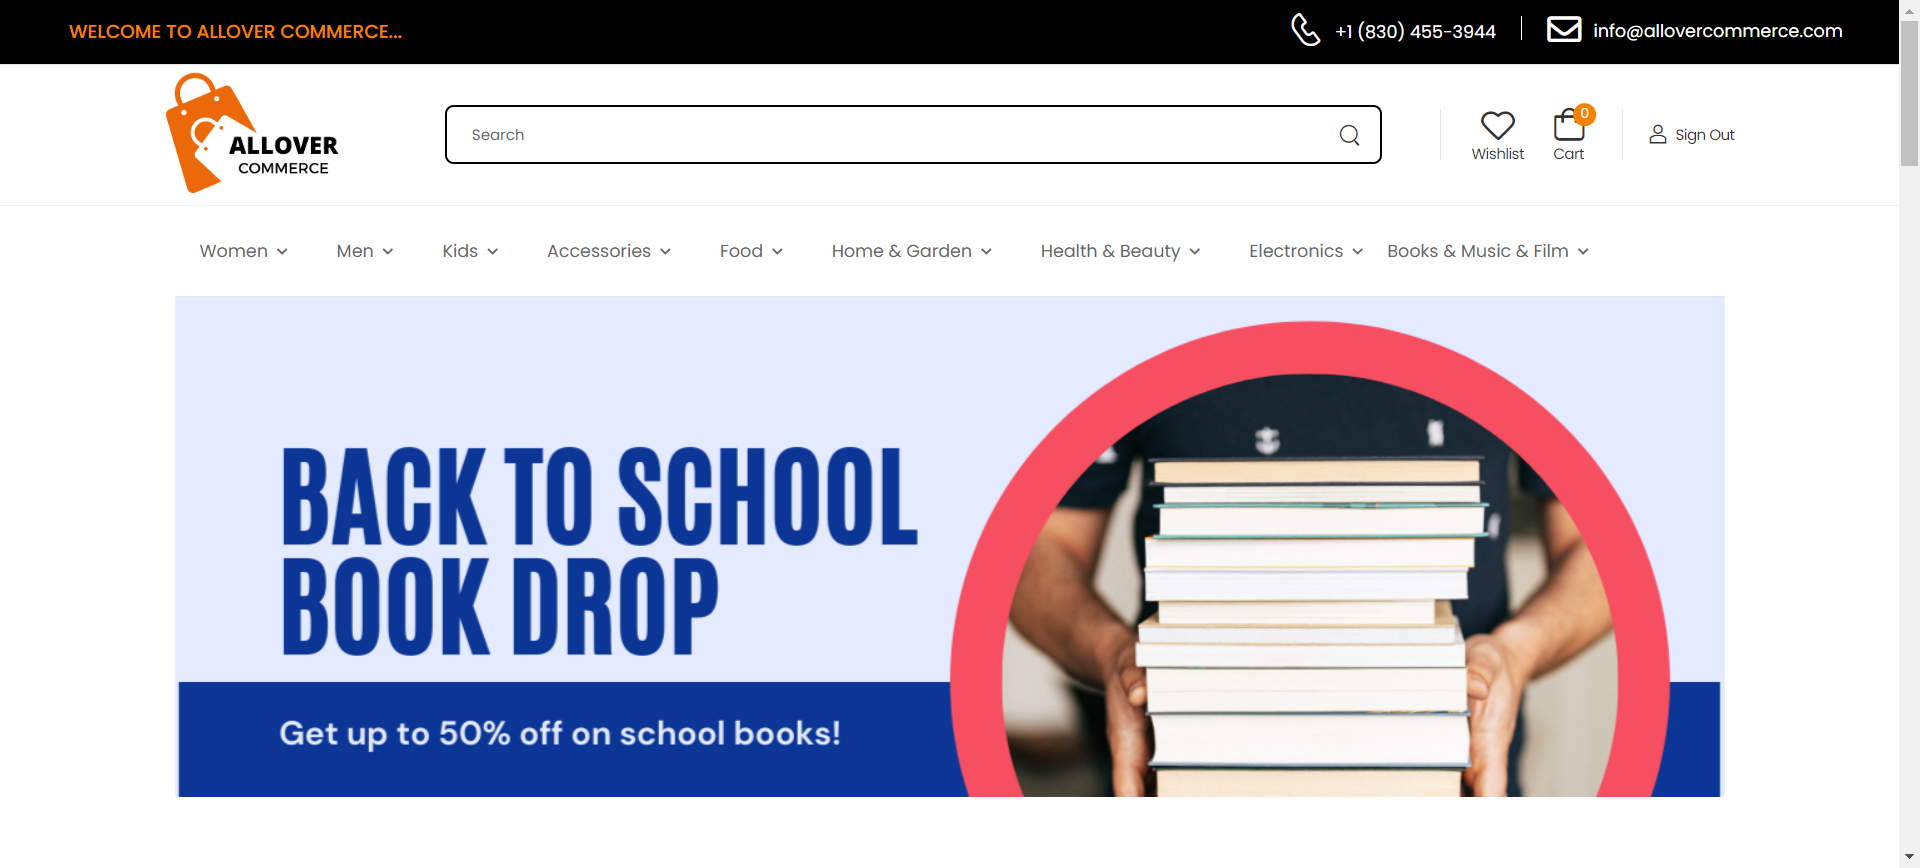 WELCOME TO ALLOVER COMMERCE...
+1 (830) 455-3944
info@allovercommerce.com
ALLOVER
COMMERCE
Search
0
Wishlist
Cart
Sign Out
Women
Men
Kids
Accessories
Food
Home & Garden
Health & Beauty
Electronics
Books & Music & Film
BACK TO SCHOOL
BOOK DROP
Get up to 50% off on school books!